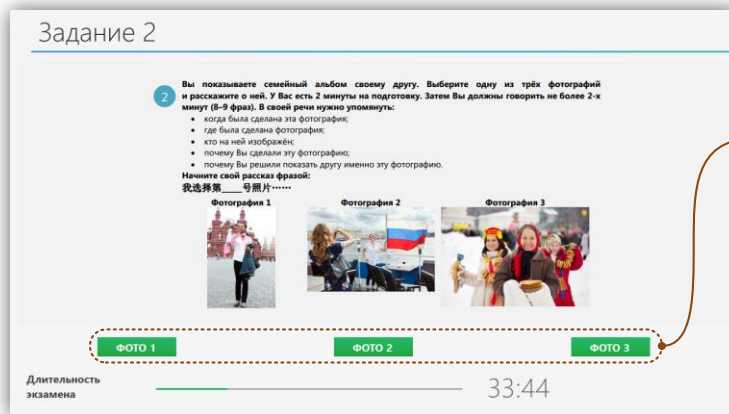 Задание 2
2
Вы показываете семейный альбом своему другу. Выберите одну из трёх фотографий
и расскажите о ней. У Вас есть 2 минуты на подготовку. Затем Вы должны говорить не более 2-х
минут (8–9 фраз). В своей речи нужно упомянуть:
• когда была сделана эта фотография;
• где была сделана фотография;
• кто на ней изображён;
• почему Вы сделали эту фотографию;
• почему Вы решили показать другу именно эту фотографию.
Начните свой рассказ фразой:
我选择第____号照片……
Фотография 1 Фотография 2 Фотография 3
ФОТО 1 ФОТО 2 ФОТО 3
Длительность
экзамена
33:44